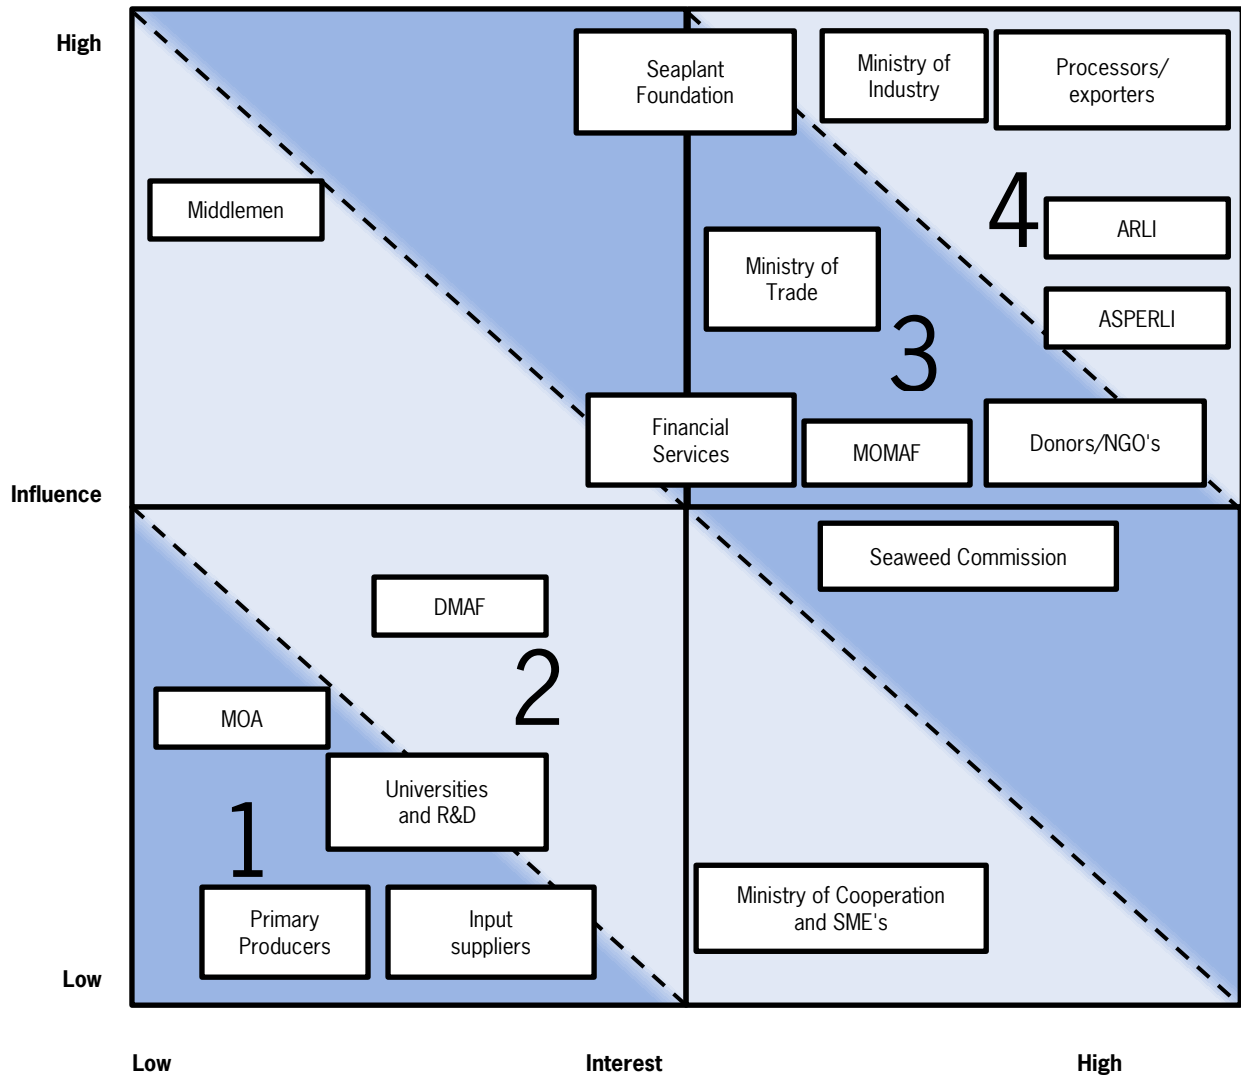 High
Seaplant
Foundation
Ministry of
Industry
Processors/
exporters
Middlemen
4
ARLI
Ministry of
Trade
ASPERLI
3
Financial
Services
MOMAF
Donors/NGO's
Influence
Seaweed Commission
DMAF
2
MOA
Universities
and R&D
1
Primary
Producers
Input
suppliers
Ministry of Cooperation
and SME's
Low
Low
Interest
High